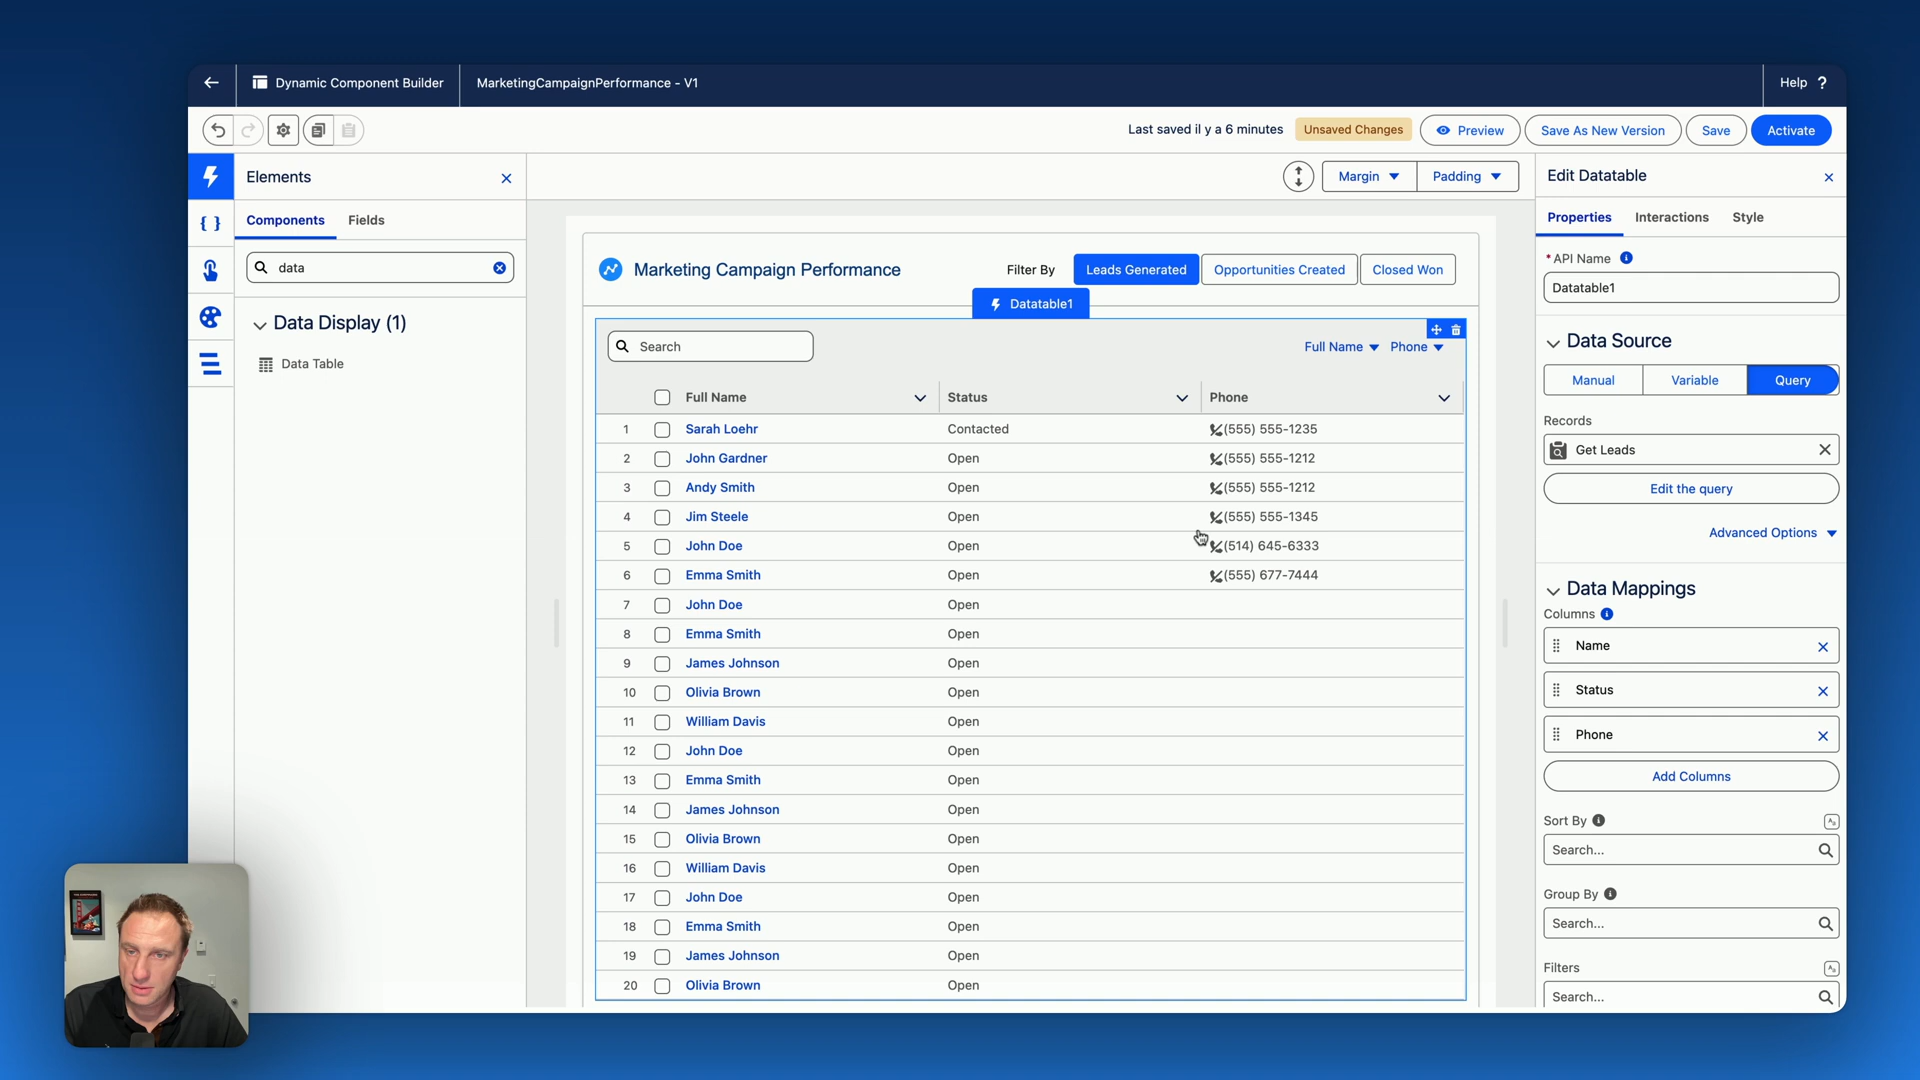 Dynamic Component Builder
MarketingCampaignPerformance - V1
Help ?
Last saved il y a 6 minutes
Unsaved Changes
Preview
Save As New Version
Save
Activate
Elements
Components
Fields
data
Data Display (1)
Data Table
Margin
Padding
Marketing Campaign Performance
Filter By
Leads Generated
Opportunities Created
Closed Won
Datatable1
Search
Full Name
Phone
Full Name Status Phone
1 Sarah Loehr Contacted (555) 555-1235
2 John Gardner Open (555) 555-1212
3 Andy Smith Open (555) 555-1212
4 Jim Steele Open (555) 555-1345
5 John Doe Open (514) 645-6333
6 Emma Smith Open (555) 677-7444
7 John Doe Open
8 Emma Smith Open
9 James Johnson Open
10 Olivia Brown Open
11 William Davis Open
12 John Doe Open
13 Emma Smith Open
14 James Johnson Open
15 Olivia Brown Open
16 William Davis Open
17 John Doe Open
18 Emma Smith Open
19 James Johnson Open
20 Olivia Brown Open
Edit Datatable
Properties
Interactions
Style
* API Name
Datatable1
Data Source
Manual
Variable
Query
Records
Get Leads
Edit the query
Advanced Options
Data Mappings
Columns
Name
Status
Phone
Add Columns
Sort By
Search...
Group By
Search...
Filters
Search...